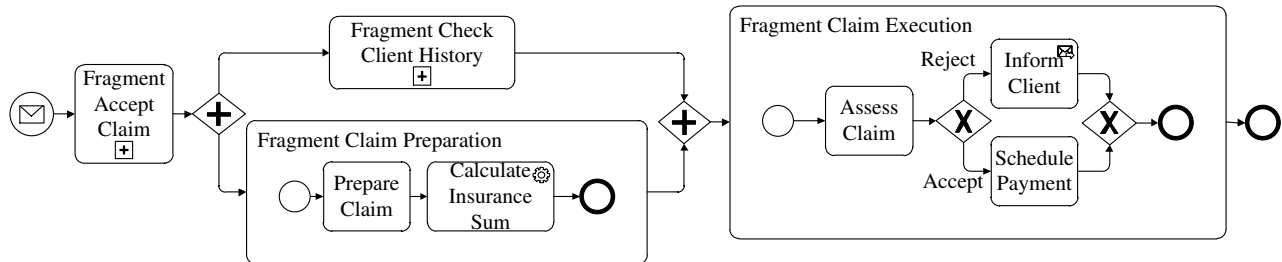 Fragment
Accept
Claim
Fragment Check
Client History
Fragment Claim Preparation
Prepare
Claim
Calculate
Insurance
Sum
Fragment Claim Execution
Assess
Claim
Reject
Accept
Inform
Client
Schedule
Payment